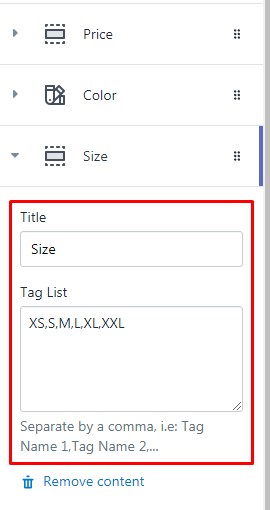 Price
Color
Size
Title
Size
Tag List
XS,S,M,L,XL,XXL
Separate by a comma, i.e: Tag
Name 1,Tag Name 2,...
Remove content